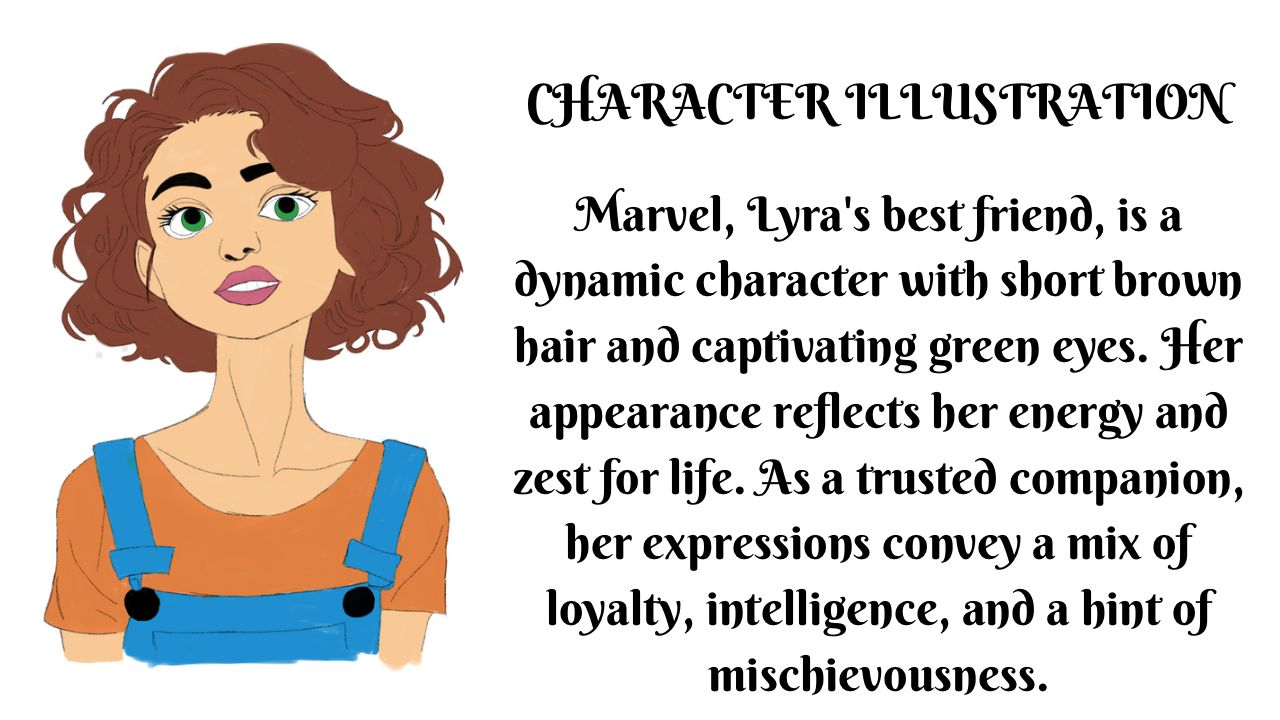 CHARACTER ILLUSTRATION
Marvel, Lyra's best friend, is a
dynamic character with short brown
hair and captivating green eyes. Her
appearance reflects her energy and
zest for life. As a trusted companion,
her expressions convey a mix of
loyalty, intelligence, and a hint of
mischievousness.